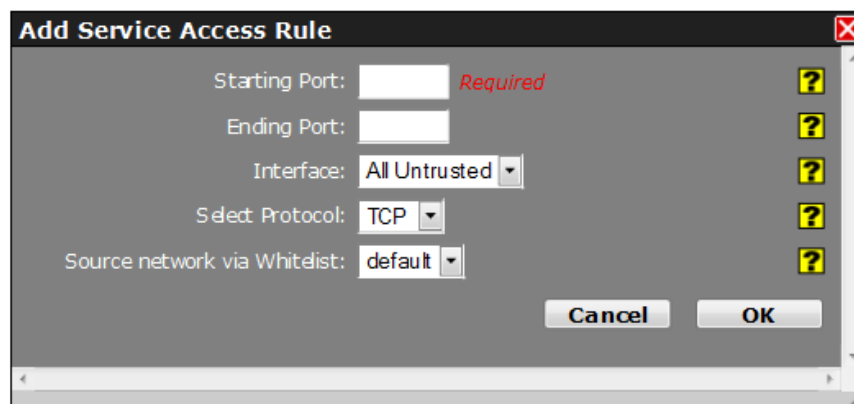 Add Service Access Rule
Starting Port: Required ?
Ending Port: ?
Interface: All Untrusted ?
Select Protocol: TCP ?
Source network via Whitelist: default ?
Cancel OK